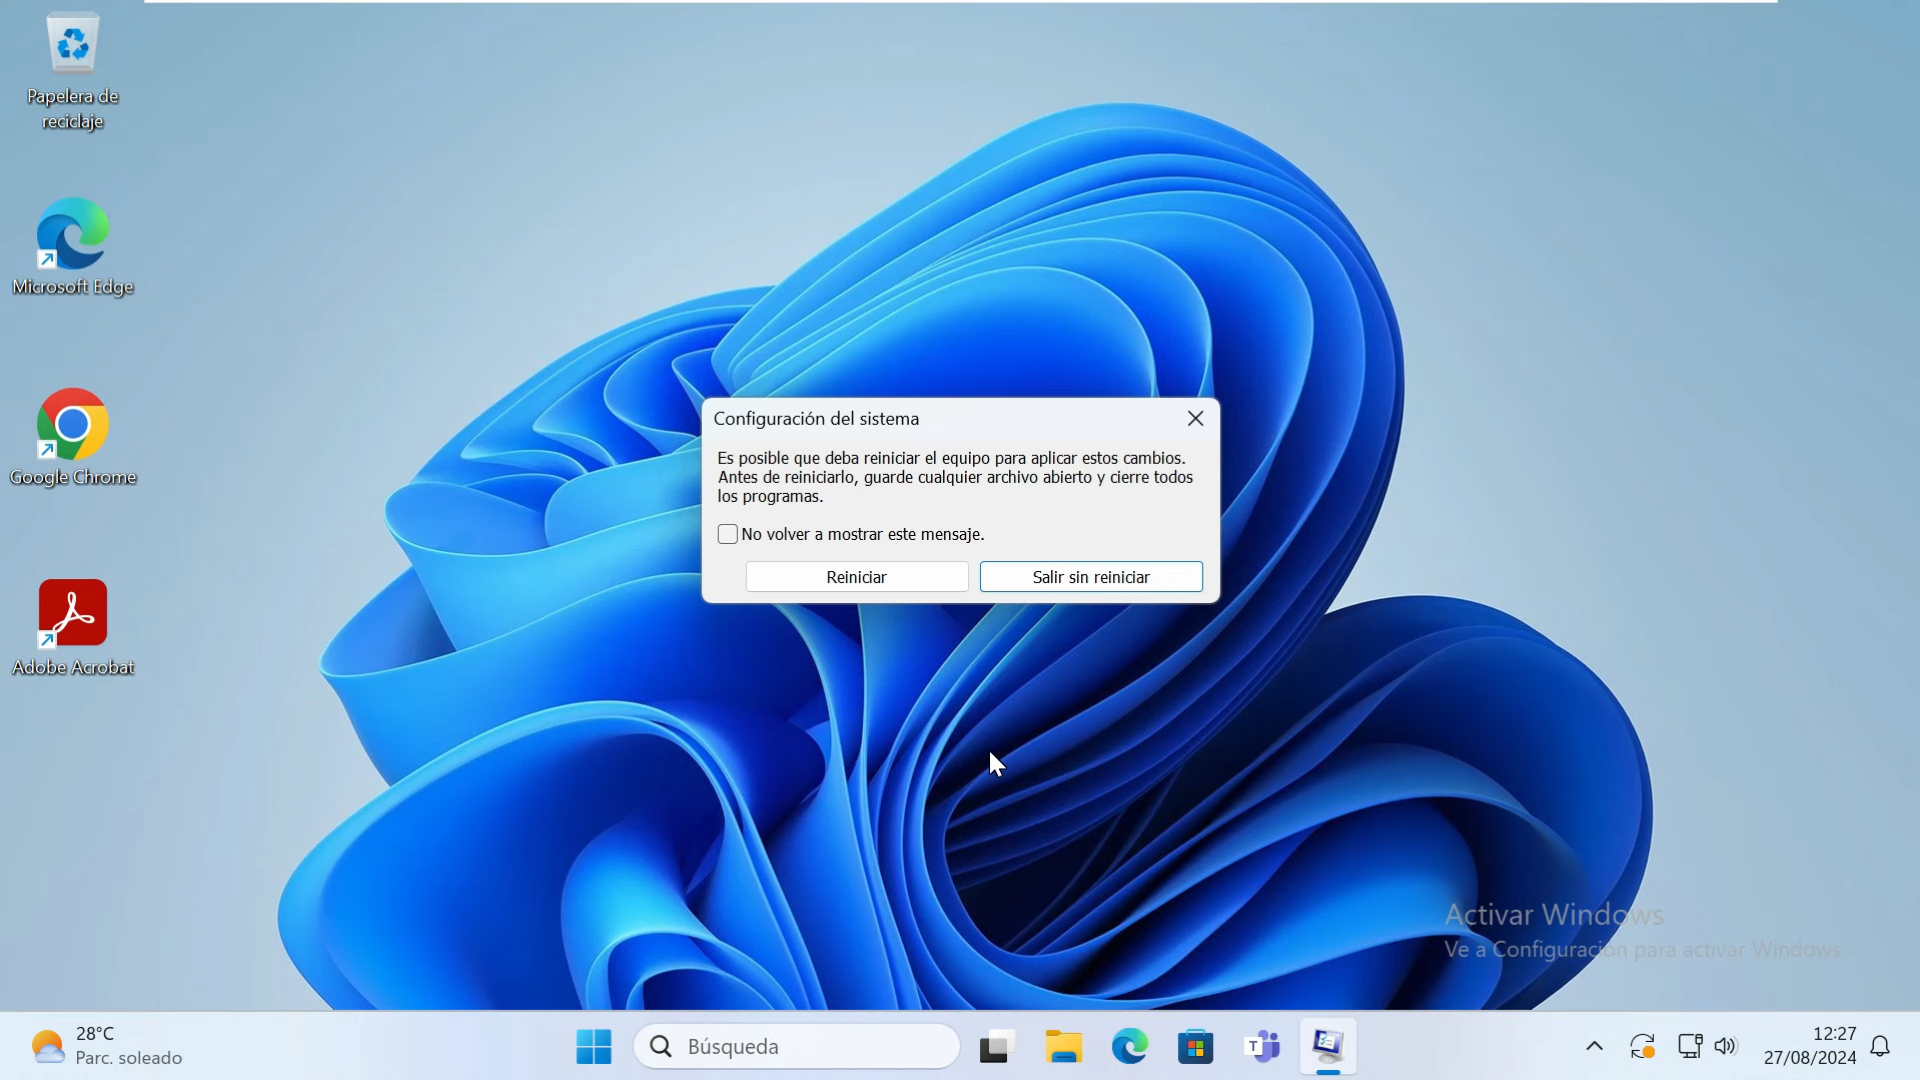 Papelera de
reciclaje
Microsoft Edge
Google Chrome
Adobe Acrobat
Configuración del sistema
Es posible que deba reiniciar el equipo para aplicar estos cambios.
Antes de reiniciarlo, guarde cualquier archivo abierto y cierre todos
los programas.
No volver a mostrar este mensaje.
Reiniciar
Salir sin reiniciar
Activar Windows
Ve a Configuración para activar Windows.
28°C
Parc. soleado
Búsqueda
T
12:27
27/08/2024